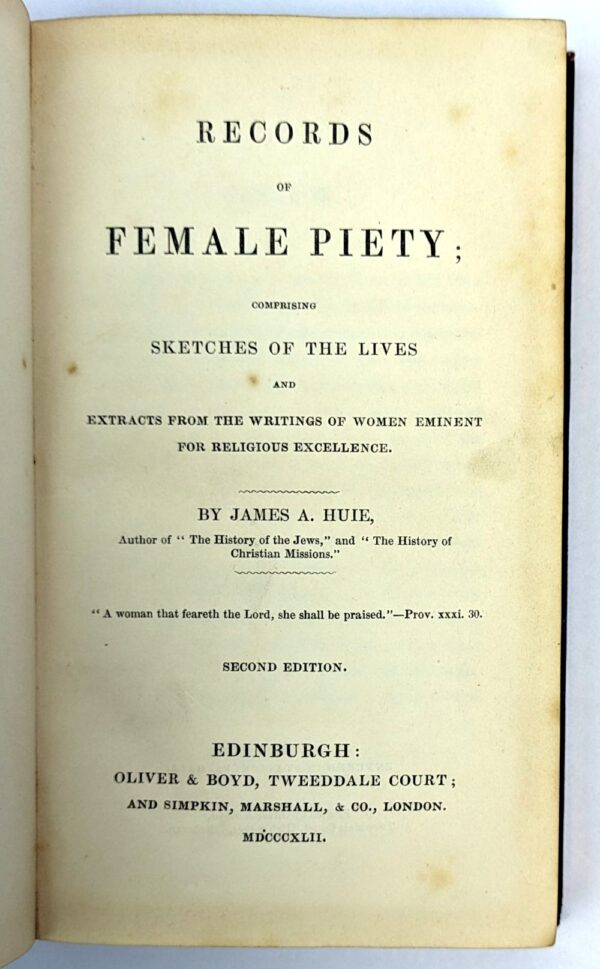 RECORDS
OF
FEMALE PIETY;
COMPRISING
SKETCHES OF THE LIVES
AND
EXTRACTS FROM THE WRITINGS OF WOMEN EMINENT
FOR RELIGIOUS EXCELLENCE.
BY JAMES A. HUIE,
Author of "The History of the Jews," and "The History of
Christian Missions."
"A woman that feareth the Lord, she shall be praised."—Prov. xxxi. 30.
SECOND EDITION.
EDINBURGH:
OLIVER & BOYD, TWEEDDALE COURT;
AND SIMPKIN, MARSHALL, & CO., LONDON.
MDCCCXLII.